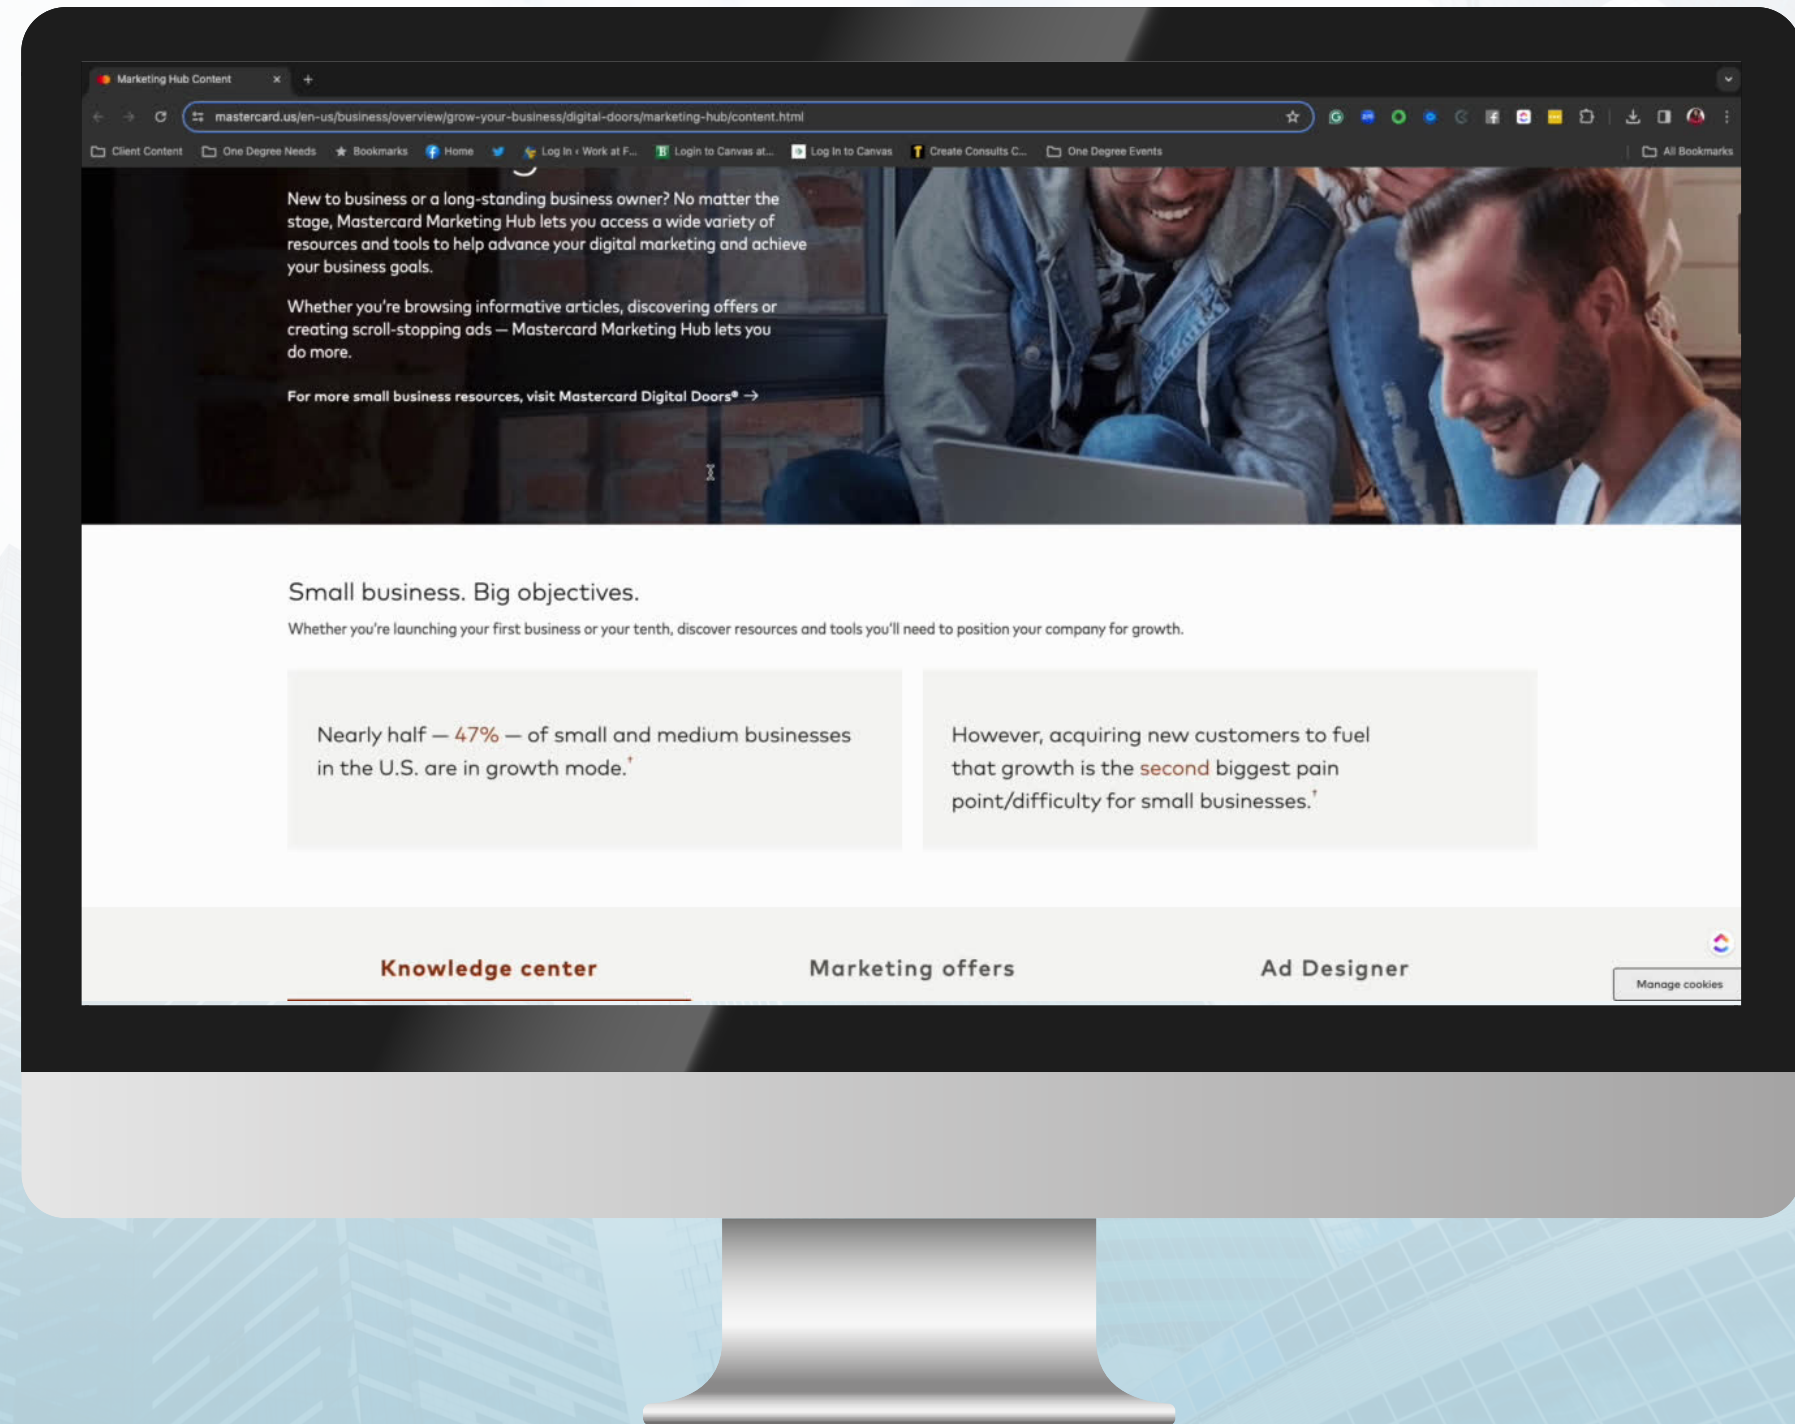 Marketing Hub Content
mastercard.us/en-us/business/overview/grow-your-business/digital-doors/marketing-hub/content.html
Client Content One Degree Needs Bookmarks Home Log In ‹ Work at F... Login to Canvas at... Log In to Canvas Create Consults C... One Degree Events All Bookmarks
New to business or a long-standing business owner? No matter the
stage, Mastercard Marketing Hub lets you access a wide variety of
resources and tools to help advance your digital marketing and achieve
your business goals.
Whether you're browsing informative articles, discovering offers or
creating scroll-stopping ads — Mastercard Marketing Hub lets you
do more.
For more small business resources, visit Mastercard Digital Doors® →
Small business. Big objectives.
Whether you're launching your first business or your tenth, discover resources and tools you'll need to position your company for growth.
Nearly half — 47% — of small and medium businesses
in the U.S. are in growth mode.†
However, acquiring new customers to fuel
that growth is the second biggest pain
point/difficulty for small businesses.†
Knowledge center Marketing offers Ad Designer
Manage cookies